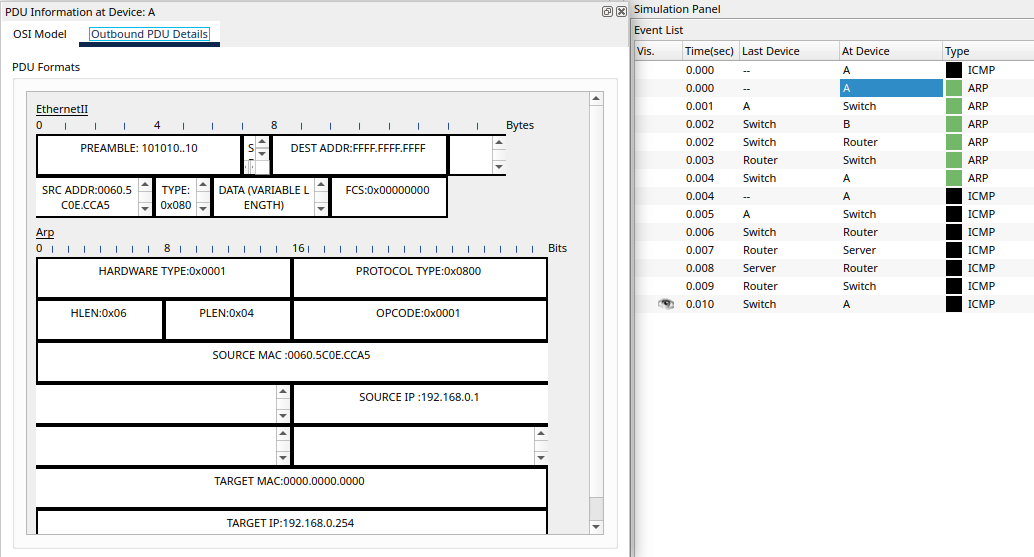 PDU Information at Device: A
OSI Model Outbound PDU Details
PDU Formats
EthernetII
0 4 8 Bytes
PREAMBLE: 101010..10 DEST ADDR:FFFF.FFFF.FFFF
SRC ADDR:0060.5
C0E.CCA5
TYPE:
0x080
DATA (VARIABLE L
ENGTH)
FCS:0x00000000
Arp
0 8 16 Bits
HARDWARE TYPE:0x0001 PROTOCOL TYPE:0x0800
HLEN:0x06 PLEN:0x04 OPCODE:0x0001
SOURCE MAC :0060.5C0E.CCA5
SOURCE IP :192.168.0.1
TARGET MAC:0000.0000.0000
TARGET IP:192.168.0.254
Simulation Panel
Event List
Vis. Time(sec) Last Device At Device Type
0.000 -- A ICMP
0.000 -- A ARP
0.001 A Switch ARP
0.002 Switch B ARP
0.002 Switch Router ARP
0.003 Router Switch ARP
0.004 Switch A ARP
0.004 -- A ICMP
0.005 A Switch ICMP
0.006 Switch Router ICMP
0.007 Router Server ICMP
0.008 Server Router ICMP
0.009 Router Switch ICMP
0.010 Switch A ICMP